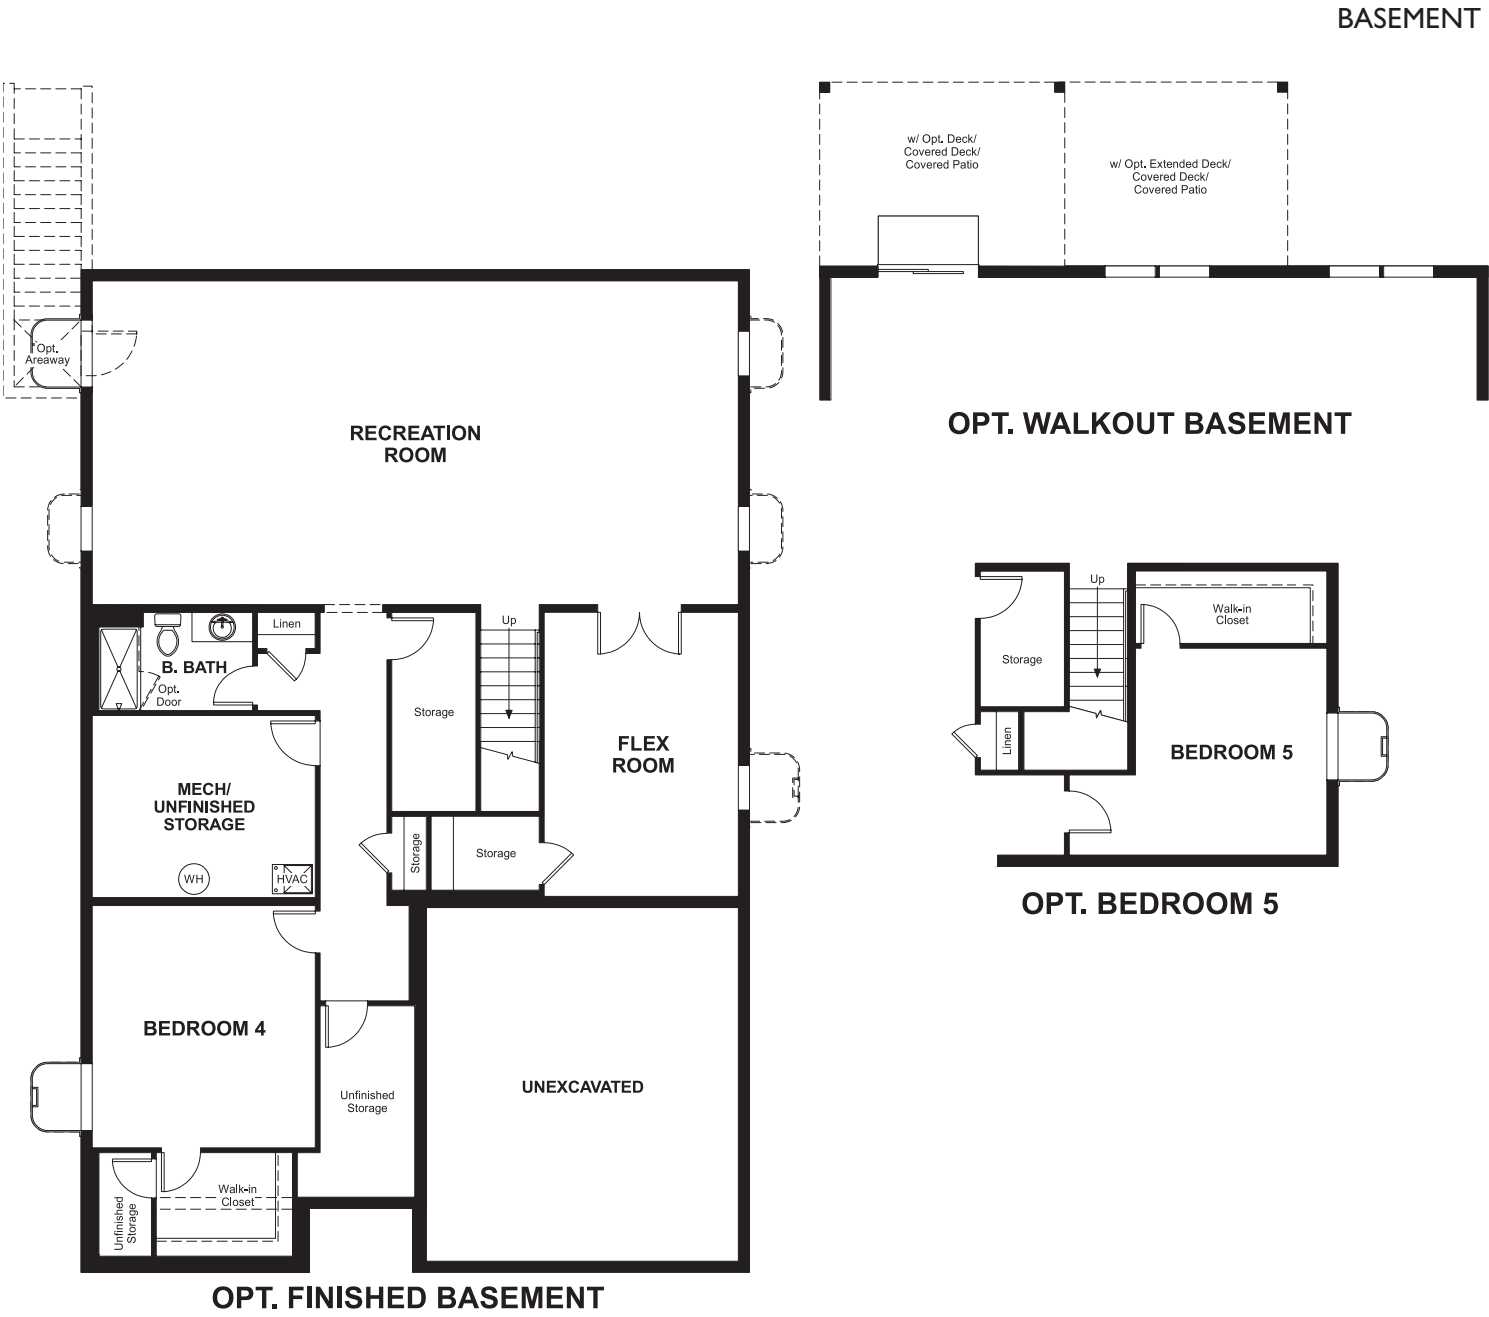 BASEMENT
w/ Opt. Deck/
Covered Deck/
Covered Patio
w/ Opt. Extended Deck/
Covered Deck/
Covered Patio
OPT. WALKOUT BASEMENT
Opt.
Areaway
RECREATION
ROOM
Linen
Up
B. BATH
Opt.
Door
Storage
FLEX
ROOM
MECH/
UNFINISHED
STORAGE
WH
HVAC
Storage
Storage
BEDROOM 4
Unfinished
Storage
UNEXCAVATED
Walk-in
Closet
Unfinished
Storage
OPT. FINISHED BASEMENT
Up
Walk-in
Closet
Storage
Linen
BEDROOM 5
OPT. BEDROOM 5